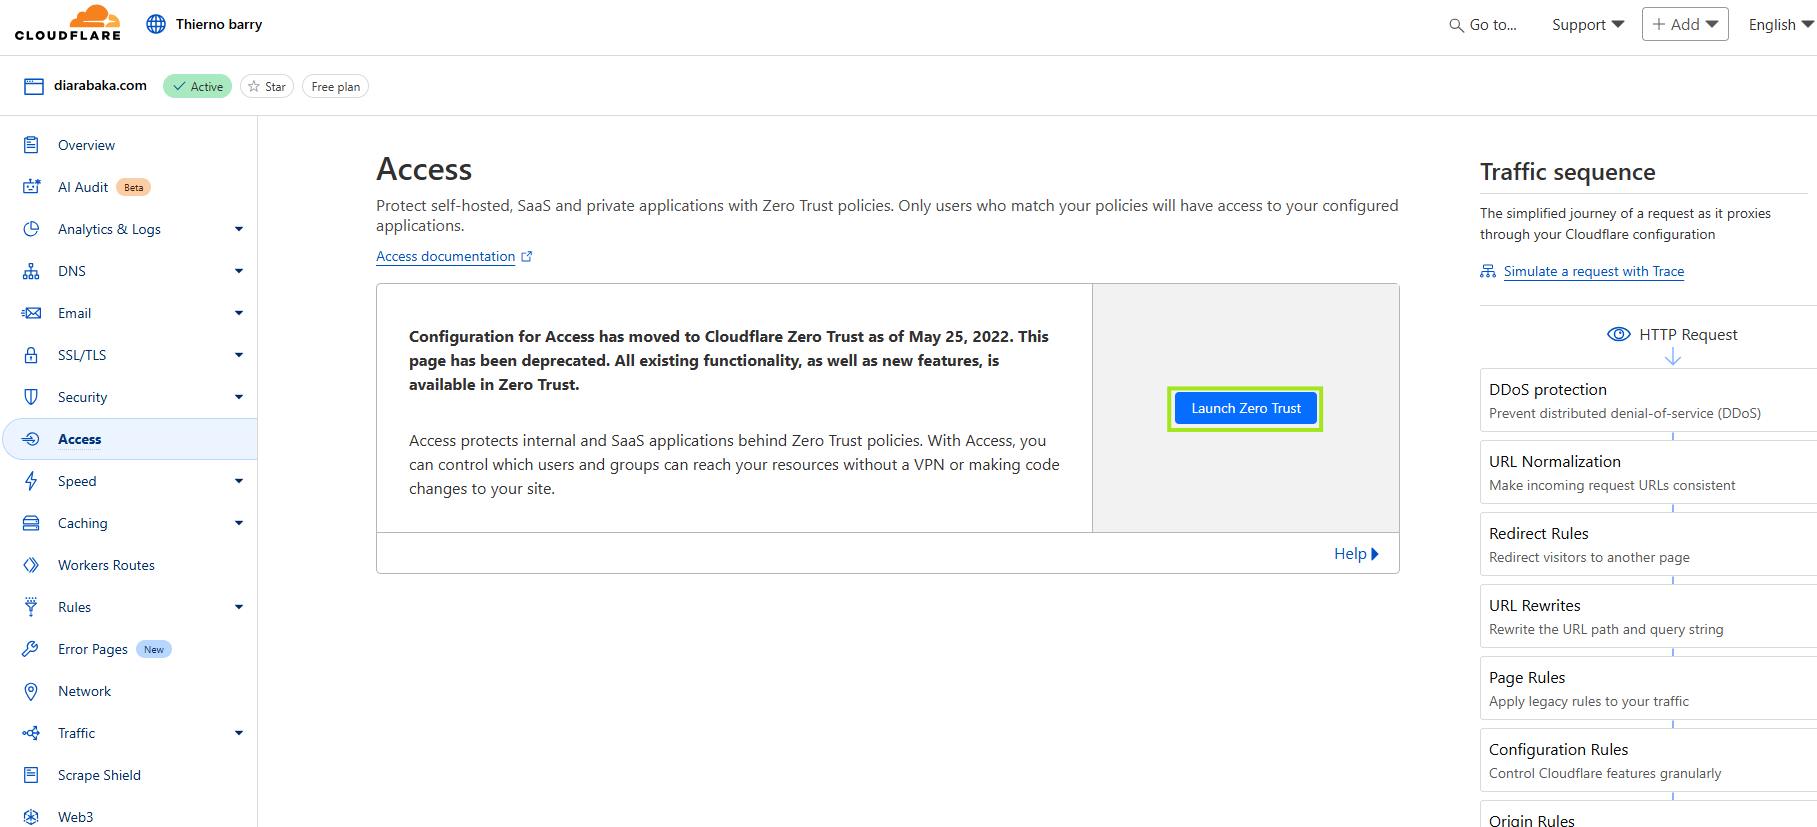 CLOUDFLARE
Thierno barry
Go to...
Support
+ Add
English
diarabaka.com
Active
Star
Free plan
Overview
AI Audit Beta
Analytics & Logs
DNS
Email
SSL/TLS
Security
Access
Speed
Caching
Workers Routes
Rules
Error Pages New
Network
Traffic
Scrape Shield
Web3
Access
Protect self-hosted, SaaS and private applications with Zero Trust policies. Only users who match your policies will have access to your configured
applications.
Access documentation
Configuration for Access has moved to Cloudflare Zero Trust as of May 25, 2022. This
page has been deprecated. All existing functionality, as well as new features, is
available in Zero Trust.
Access protects internal and SaaS applications behind Zero Trust policies. With Access, you
can control which users and groups can reach your resources without a VPN or making code
changes to your site.
Launch Zero Trust
Help
Traffic sequence
The simplified journey of a request as it proxies
through your Cloudflare configuration
Simulate a request with Trace
HTTP Request
DDoS protection
Prevent distributed denial-of-service (DDoS)
URL Normalization
Make incoming request URLs consistent
Redirect Rules
Redirect visitors to another page
URL Rewrites
Rewrite the URL path and query string
Page Rules
Apply legacy rules to your traffic
Configuration Rules
Control Cloudflare features granularly
Origin Rules